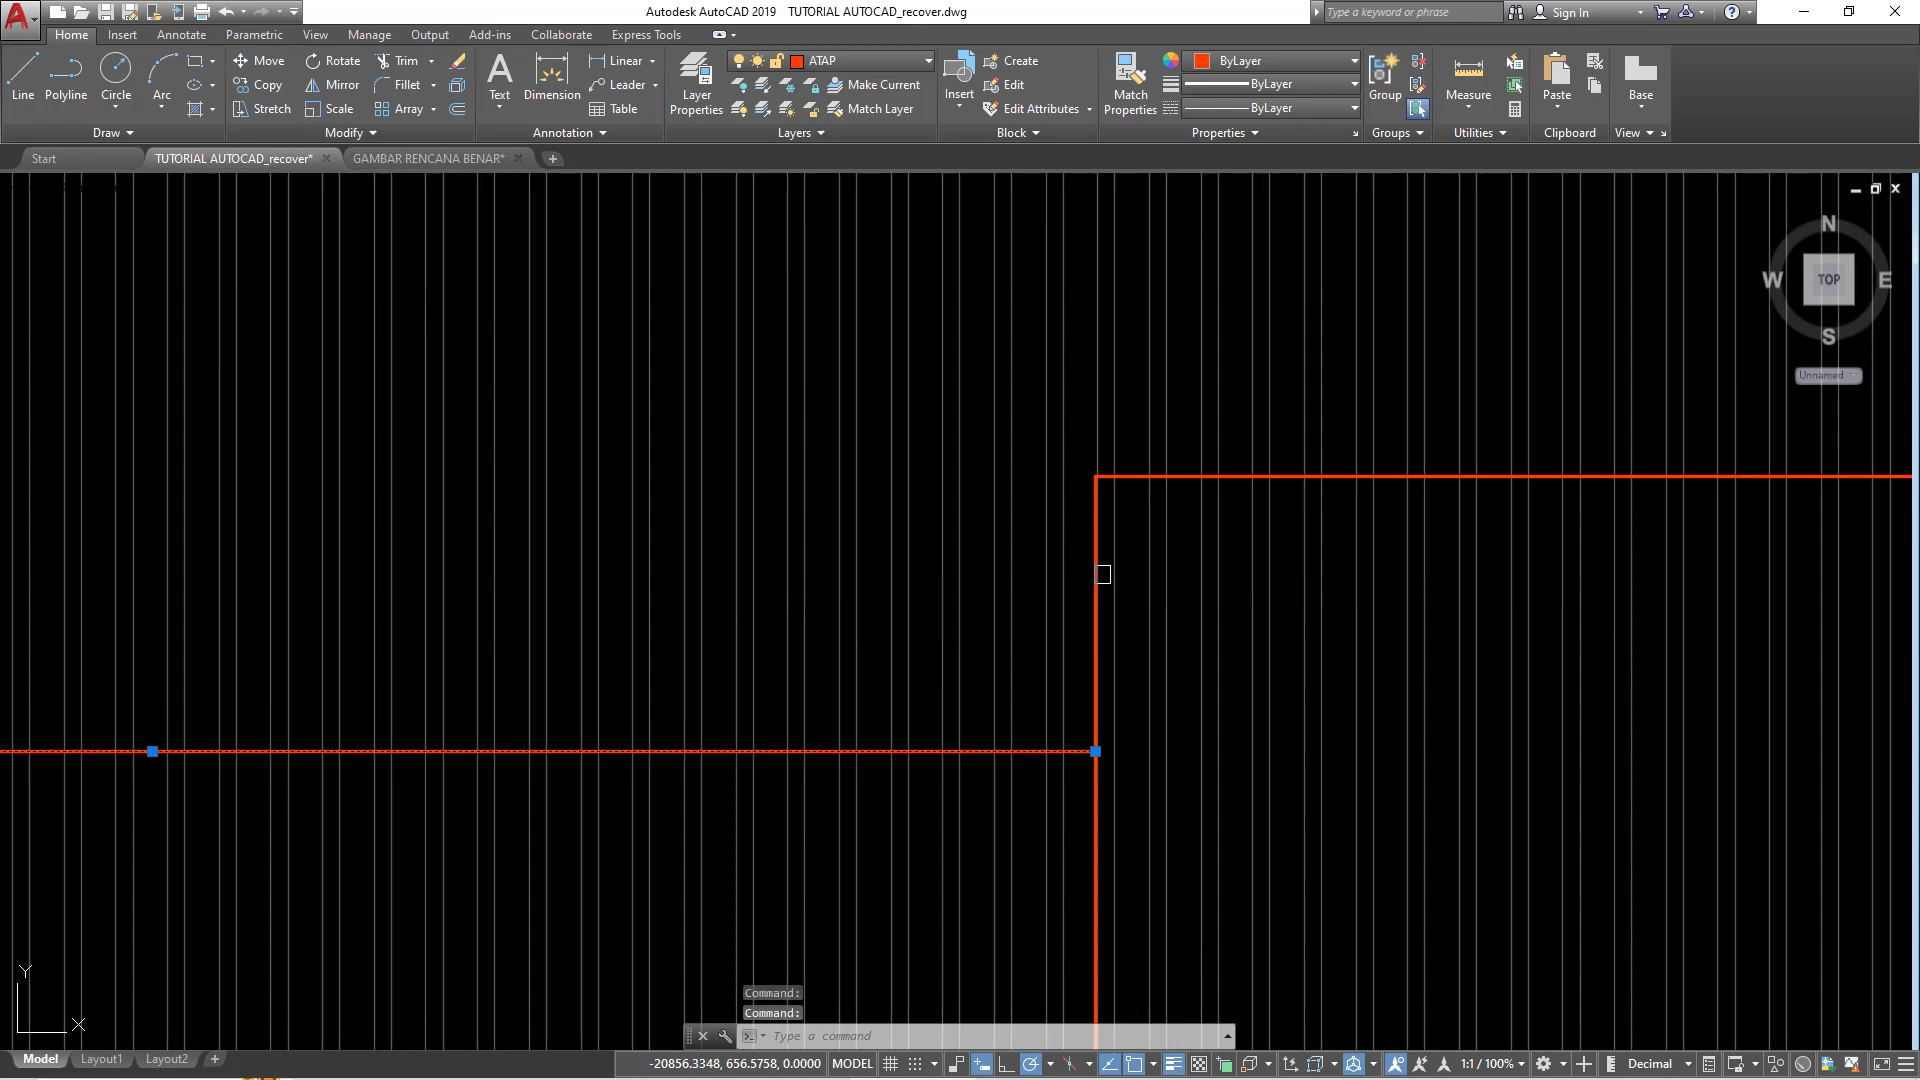 Autodesk AutoCAD 2019 TUTORIAL AUTOCAD_recover.dwg
Type a keyword or phrase
Sign In
Home Insert Annotate Parametric View Manage Output Add-ins Collaborate Express Tools
Line Polyline Circle Arc
Draw
Move Rotate Trim
Copy Mirror Fillet
Stretch Scale Array
Modify
Text Dimension
Linear
Leader
Table
Annotation
Layer Properties
ATAP
Make Current
Match Layer
Layers
Insert
Create
Edit
Edit Attributes
Block
Match Properties
ByLayer
ByLayer
ByLayer
Properties
Group
Groups
Measure
Utilities
Paste
Clipboard
Base
View
Start TUTORIAL AUTOCAD_recover* GAMBAR RENCANA BENAR*
N
W TOP E
S
Unnamed
Y
X
Command:
Command:
Type a command
Model Layout1 Layout2
-20856.3348, 656.5758, 0.0000 MODEL 1:1 / 100% Decimal